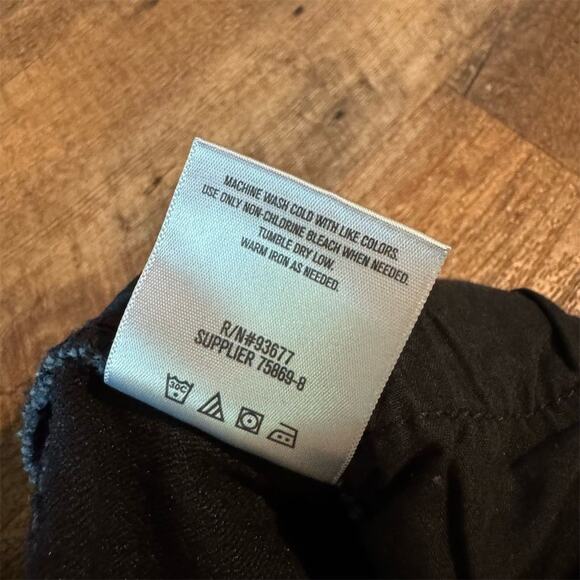 MACHINE WASH COLD WITH LIKE COLORS.
USE ONLY NON-CHLORINE BLEACH WHEN NEEDED.
TUMBLE DRY LOW.
WARM IRON AS NEEDED.
R/N#93677
SUPPLIER 75869-8
30C